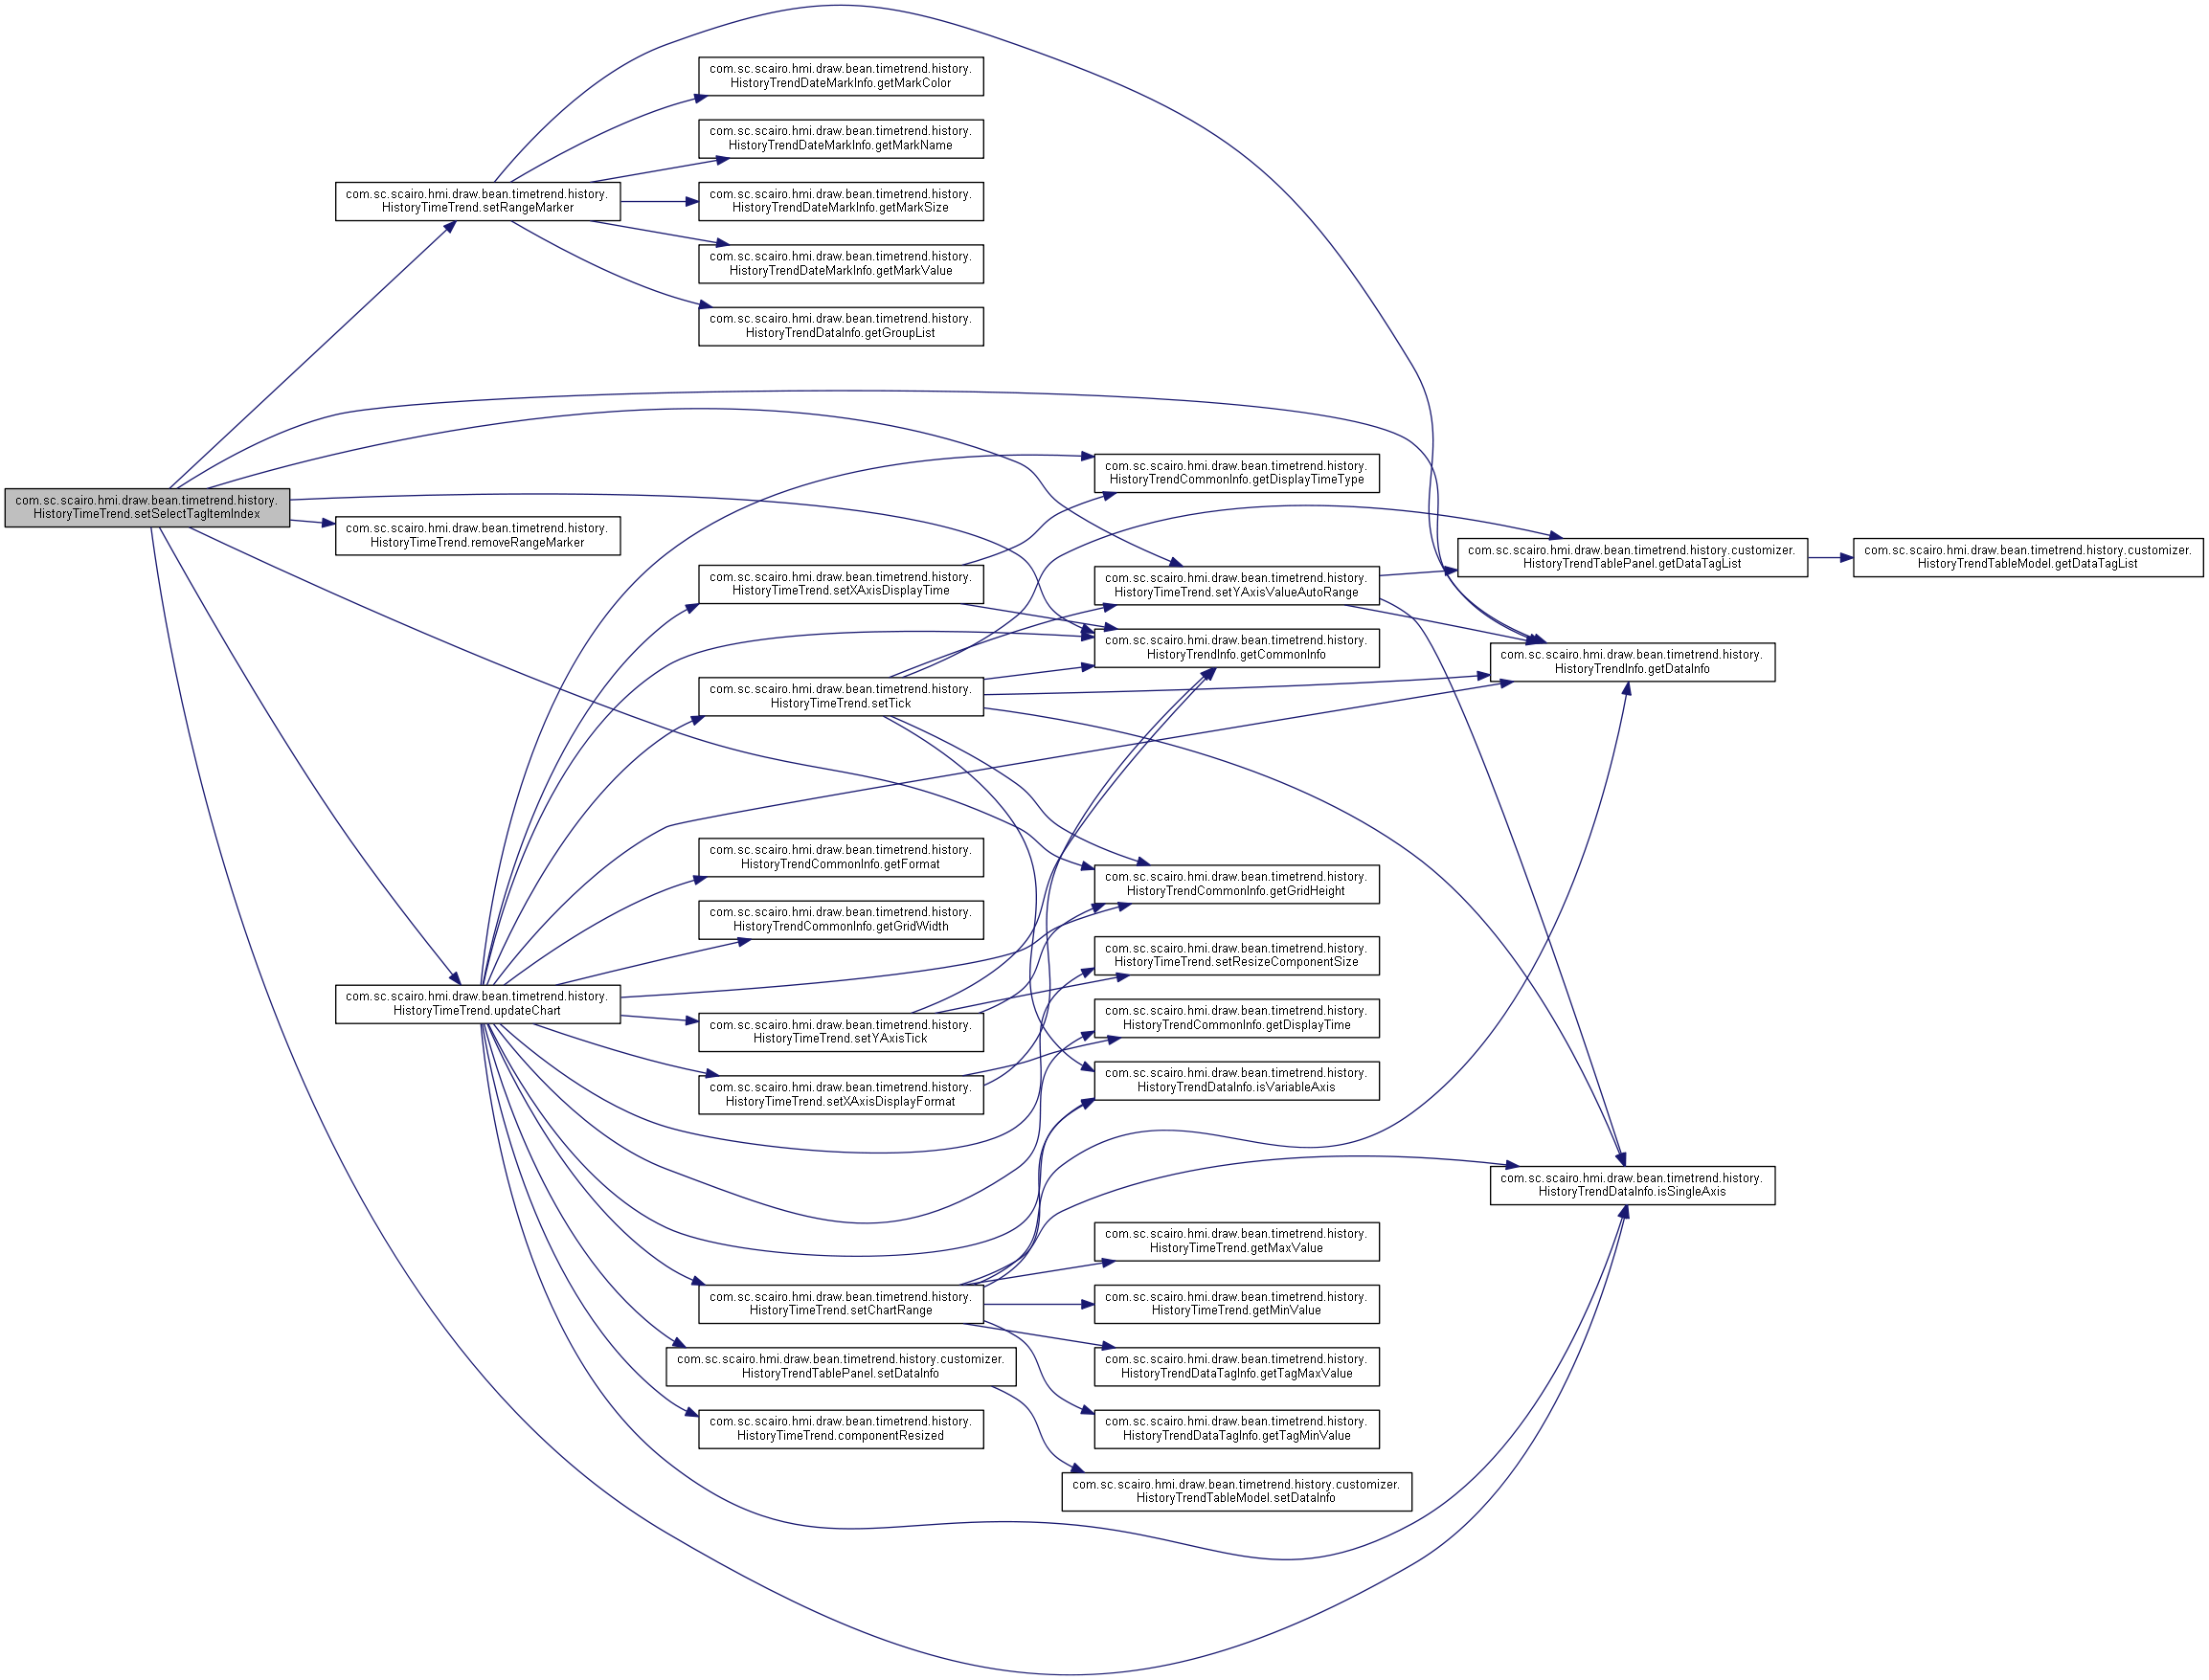 com.sc.scairo.hmi.draw.bean.timetrend.history.
HistoryTimeTrend.setSelectTagItemIndex
com.sc.scairo.hmi.draw.bean.timetrend.history.
HistoryTimeTrend.setRangeMarker
com.sc.scairo.hmi.draw.bean.timetrend.history.
HistoryTimeTrend.removeRangeMarker
com.sc.scairo.hmi.draw.bean.timetrend.history.
HistoryTimeTrend.updateChart
com.sc.scairo.hmi.draw.bean.timetrend.history.
HistoryTrendDateMarkInfo.getMarkColor
com.sc.scairo.hmi.draw.bean.timetrend.history.
HistoryTrendDateMarkInfo.getMarkName
com.sc.scairo.hmi.draw.bean.timetrend.history.
HistoryTrendDateMarkInfo.getMarkSize
com.sc.scairo.hmi.draw.bean.timetrend.history.
HistoryTrendDateMarkInfo.getMarkValue
com.sc.scairo.hmi.draw.bean.timetrend.history.
HistoryTrendDataInfo.getGroupList
com.sc.scairo.hmi.draw.bean.timetrend.history.
HistoryTimeTrend.setXAxisDisplayTime
com.sc.scairo.hmi.draw.bean.timetrend.history.
HistoryTimeTrend.setTick
com.sc.scairo.hmi.draw.bean.timetrend.history.
HistoryTrendCommonInfo.getFormat
com.sc.scairo.hmi.draw.bean.timetrend.history.
HistoryTrendCommonInfo.getGridWidth
com.sc.scairo.hmi.draw.bean.timetrend.history.
HistoryTimeTrend.setYAxisTick
com.sc.scairo.hmi.draw.bean.timetrend.history.
HistoryTimeTrend.setXAxisDisplayFormat
com.sc.scairo.hmi.draw.bean.timetrend.history.
HistoryTimeTrend.setChartRange
com.sc.scairo.hmi.draw.bean.timetrend.history.customizer.
HistoryTrendTablePanel.setDataInfo
com.sc.scairo.hmi.draw.bean.timetrend.history.
HistoryTimeTrend.componentResized
com.sc.scairo.hmi.draw.bean.timetrend.history.
HistoryTrendCommonInfo.getDisplayTimeType
com.sc.scairo.hmi.draw.bean.timetrend.history.
HistoryTimeTrend.setYAxisValueAutoRange
com.sc.scairo.hmi.draw.bean.timetrend.history.
HistoryTrendInfo.getCommonInfo
com.sc.scairo.hmi.draw.bean.timetrend.history.
HistoryTrendCommonInfo.getGridHeight
com.sc.scairo.hmi.draw.bean.timetrend.history.
HistoryTimeTrend.setResizeComponentSize
com.sc.scairo.hmi.draw.bean.timetrend.history.
HistoryTrendCommonInfo.getDisplayTime
com.sc.scairo.hmi.draw.bean.timetrend.history.
HistoryTrendDataInfo.isVariableAxis
com.sc.scairo.hmi.draw.bean.timetrend.history.
HistoryTimeTrend.getMaxValue
com.sc.scairo.hmi.draw.bean.timetrend.history.
HistoryTimeTrend.getMinValue
com.sc.scairo.hmi.draw.bean.timetrend.history.
HistoryTrendDataTagInfo.getTagMaxValue
com.sc.scairo.hmi.draw.bean.timetrend.history.
HistoryTrendDataTagInfo.getTagMinValue
com.sc.scairo.hmi.draw.bean.timetrend.history.customizer.
HistoryTrendTableModel.setDataInfo
com.sc.scairo.hmi.draw.bean.timetrend.history.customizer.
HistoryTrendTablePanel.getDataTagList
com.sc.scairo.hmi.draw.bean.timetrend.history.
HistoryTrendInfo.getDataInfo
com.sc.scairo.hmi.draw.bean.timetrend.history.
HistoryTrendDataInfo.isSingleAxis
com.sc.scairo.hmi.draw.bean.timetrend.history.customizer.
HistoryTrendTableModel.getDataTagList